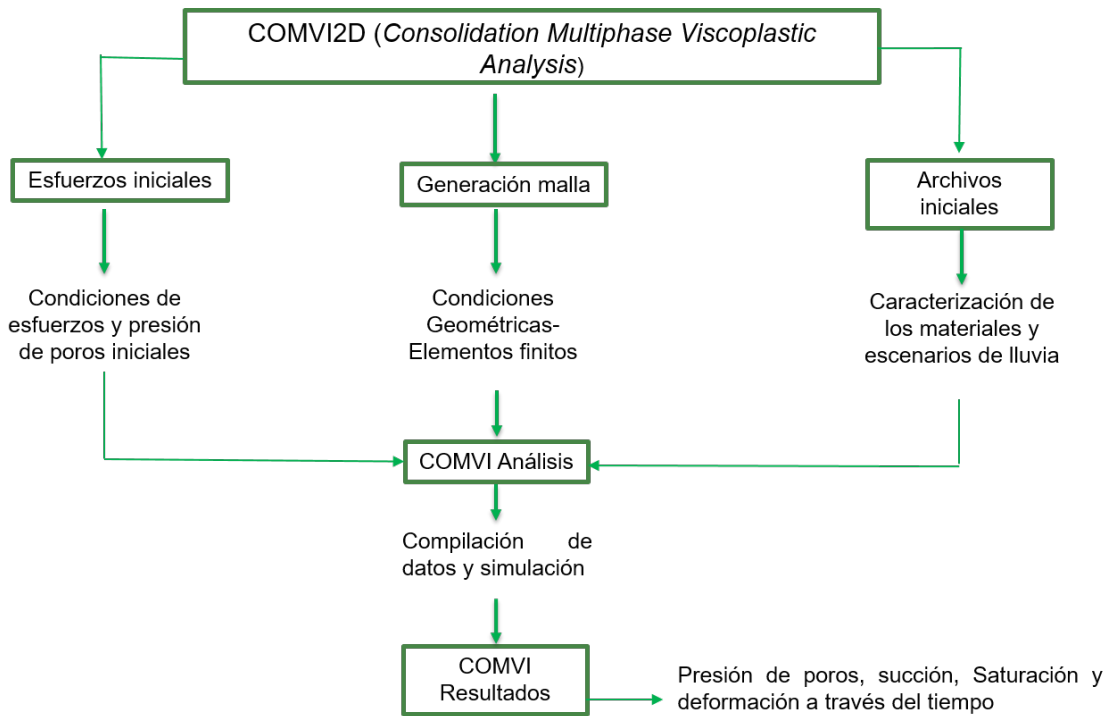 COMVI2D (Consolidation Multiphase Viscoplastic
Analysis)
Esfuerzos iniciales
Generación malla
Archivos
iniciales
Condiciones de
esfuerzos y presión
de poros iniciales
Condiciones
Geométricas-
Elementos finitos
Caracterización de
los materiales y
escenarios de lluvia
COMVI Análisis
Compilación de
datos y simulación
COMVI
Resultados
Presión de poros, succión, Saturación y
deformación a través del tiempo